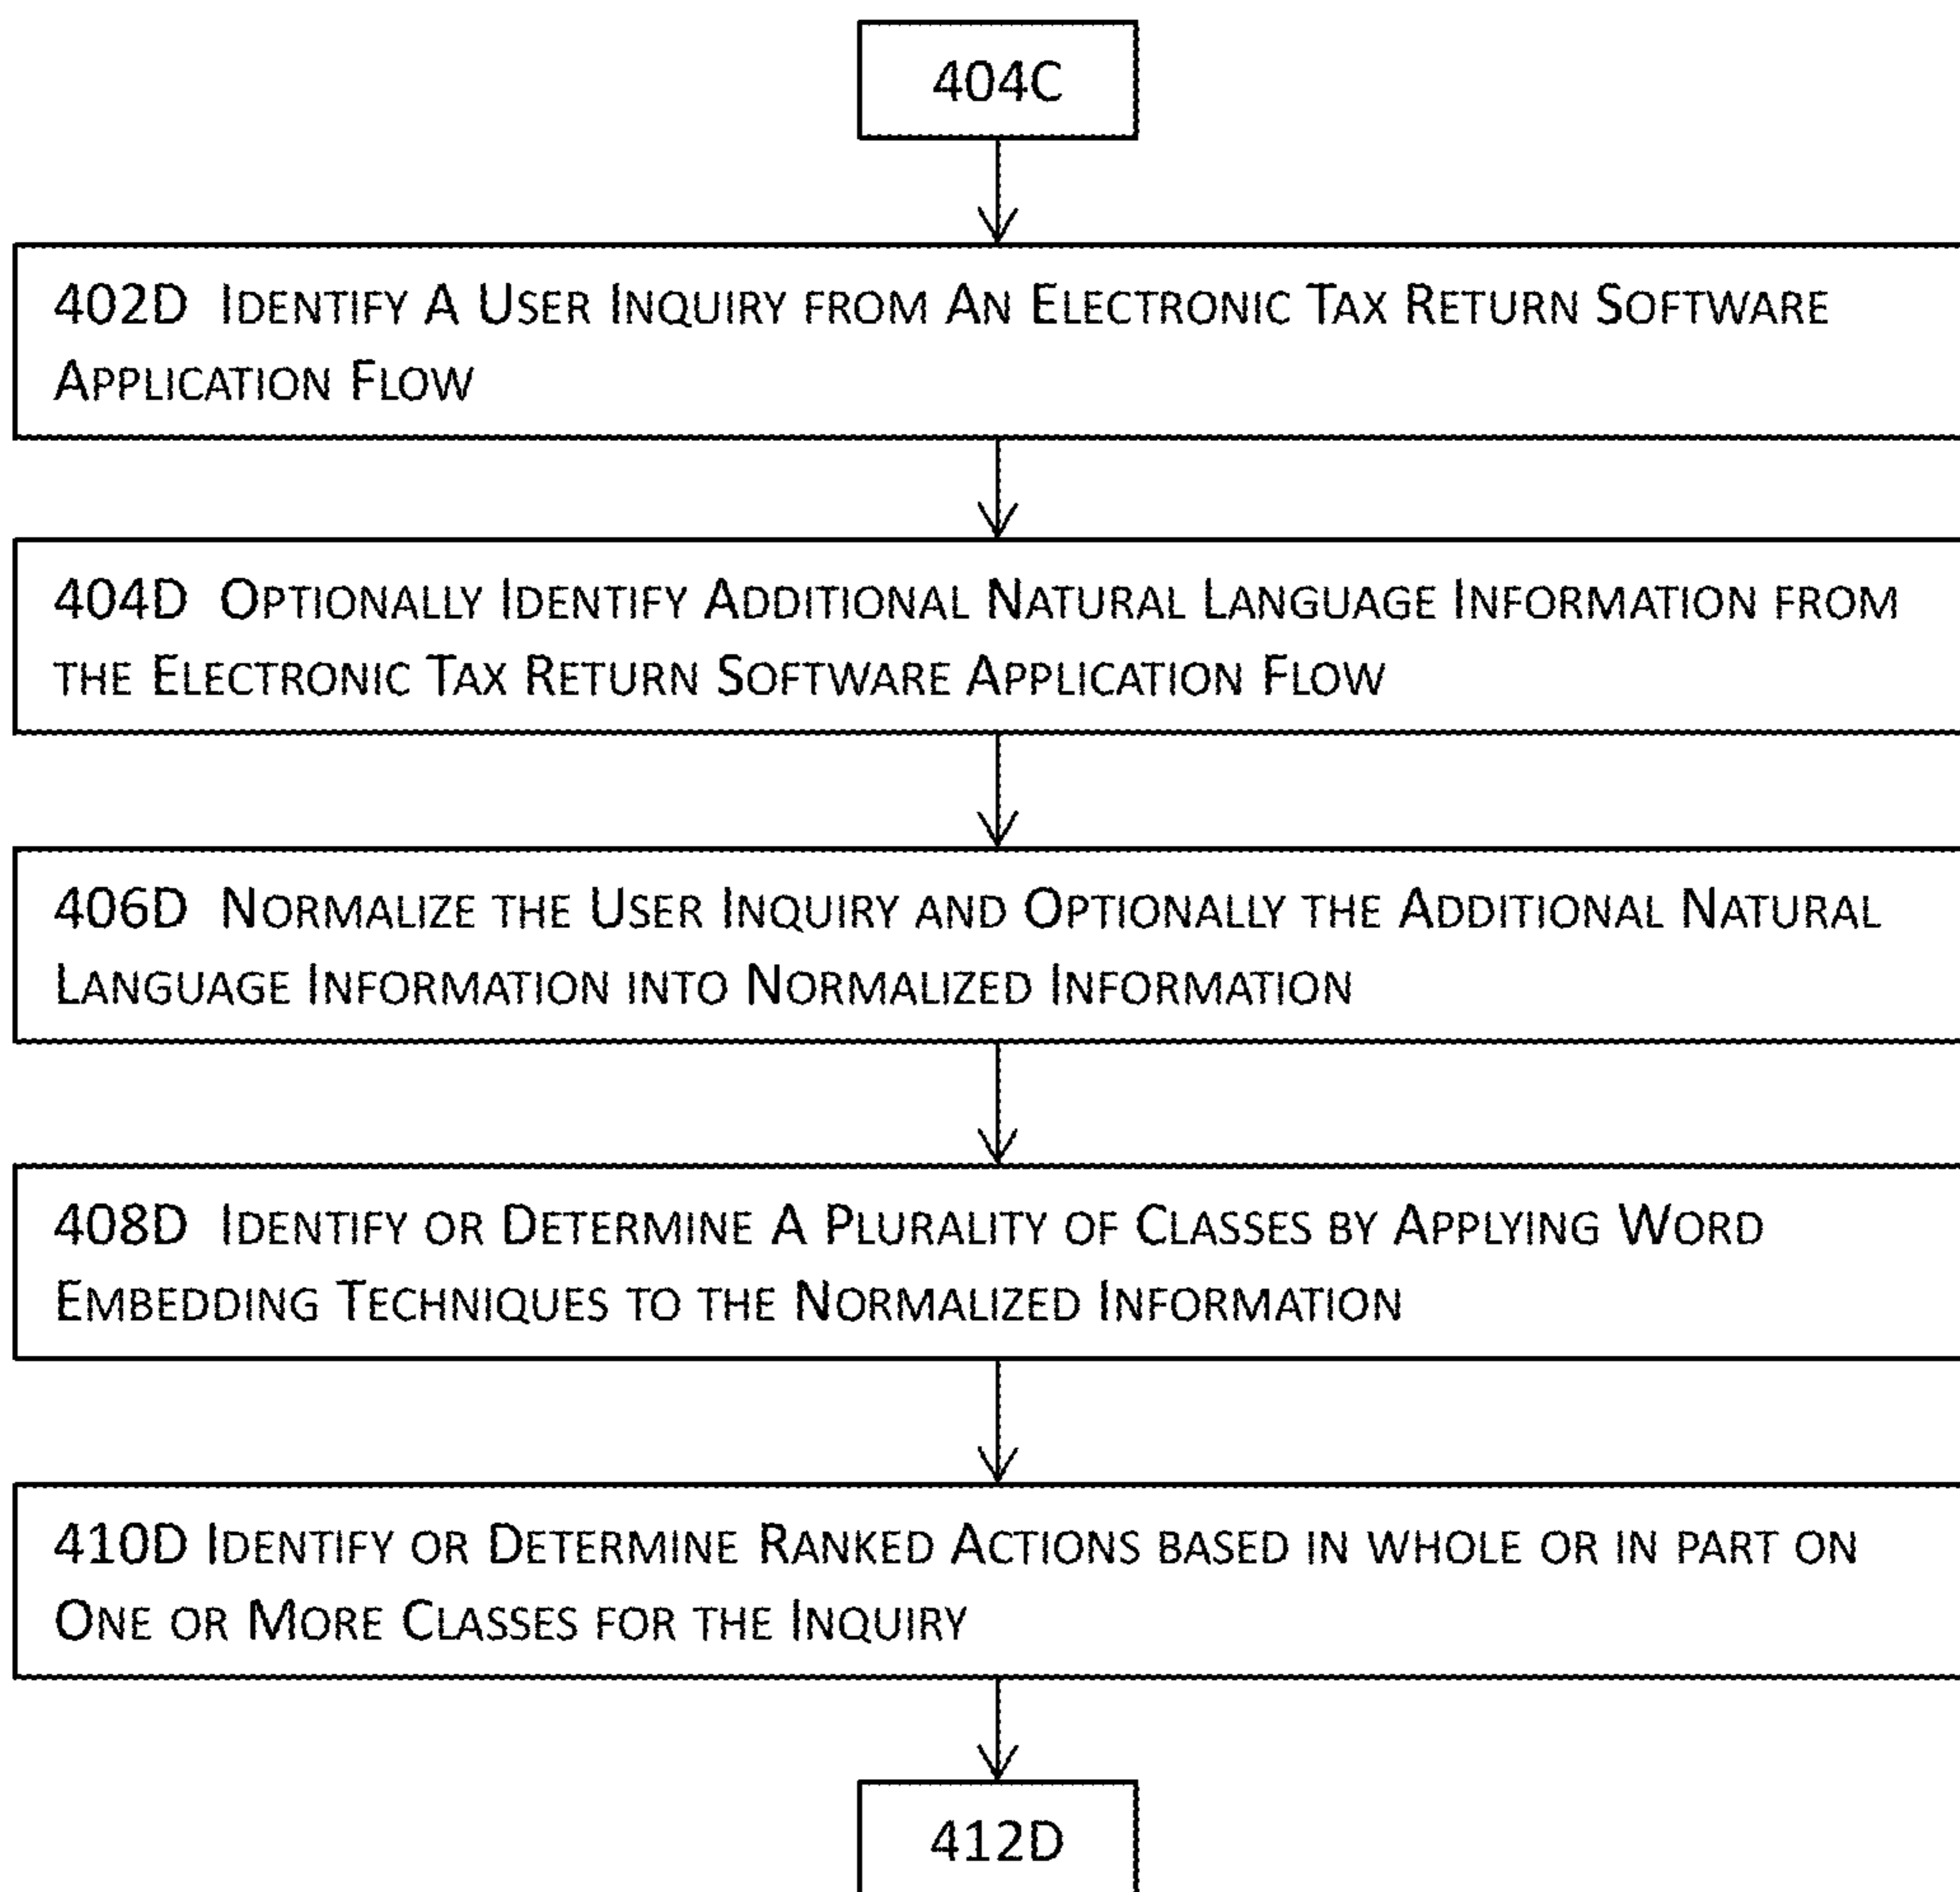 404C
402D Identify A User Inquiry from An Electronic Tax Return Software
Application Flow
404D Optionally Identify Additional Natural Language Information from
the Electronic Tax Return Software Application Flow
406D Normalize the User Inquiry and Optionally the Additional Natural
Language Information into Normalized Information
408D Identify or Determine A Plurality of Classes by Applying Word
Embedding Techniques to the Normalized Information
410D Identify or Determine Ranked Actions based in whole or in part on
One or More Classes for the Inquiry
412D